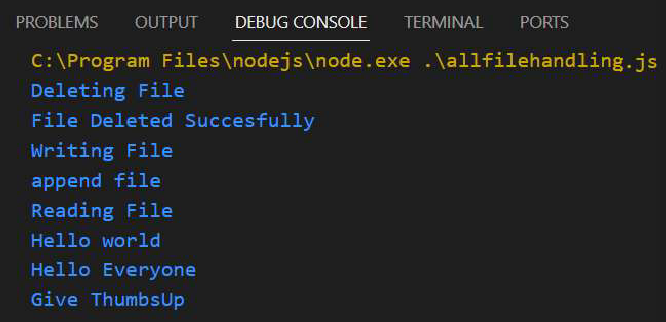 PROBLEMS OUTPUT DEBUG CONSOLE TERMINAL PORTS
C:\Program Files\nodejs\node.exe .\allfilehandling.js
Deleting File
File Deleted Succesfully
Writing File
append file
Reading File
Hello world
Hello Everyone
Give ThumbsUp